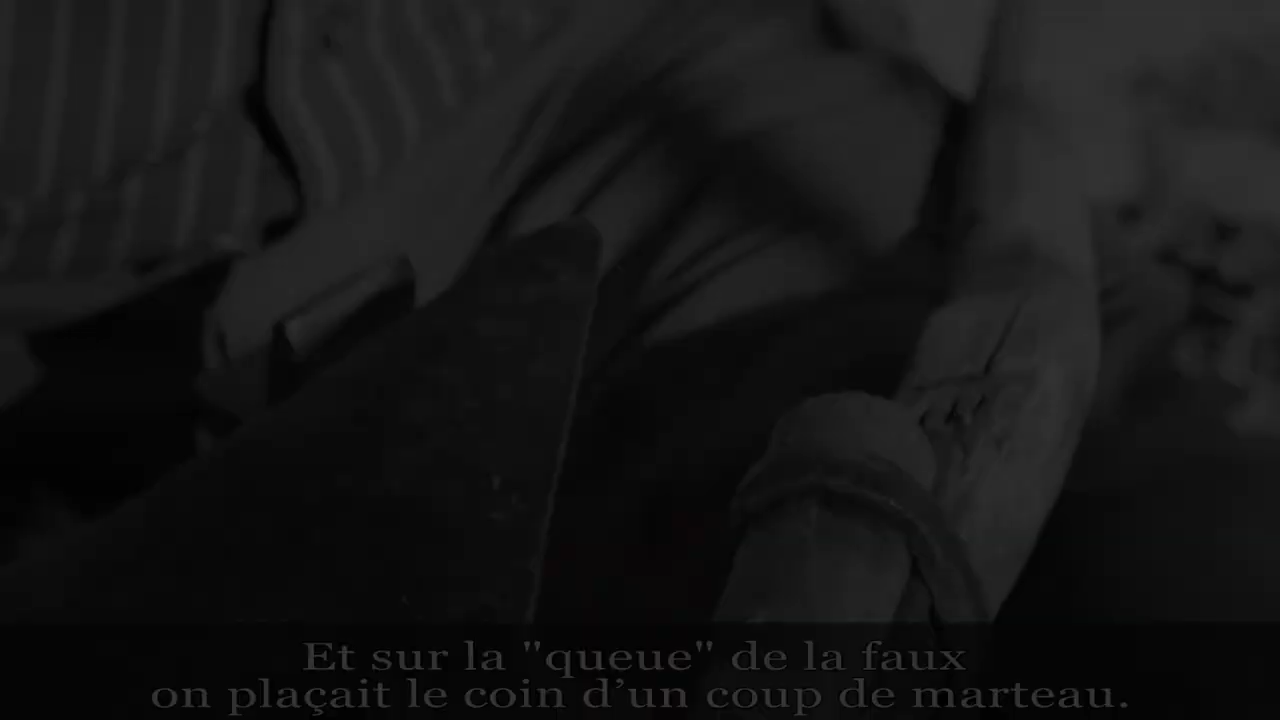 Et sur la "queue" de la faux
on plaçait le coin d’un coup de marteau.